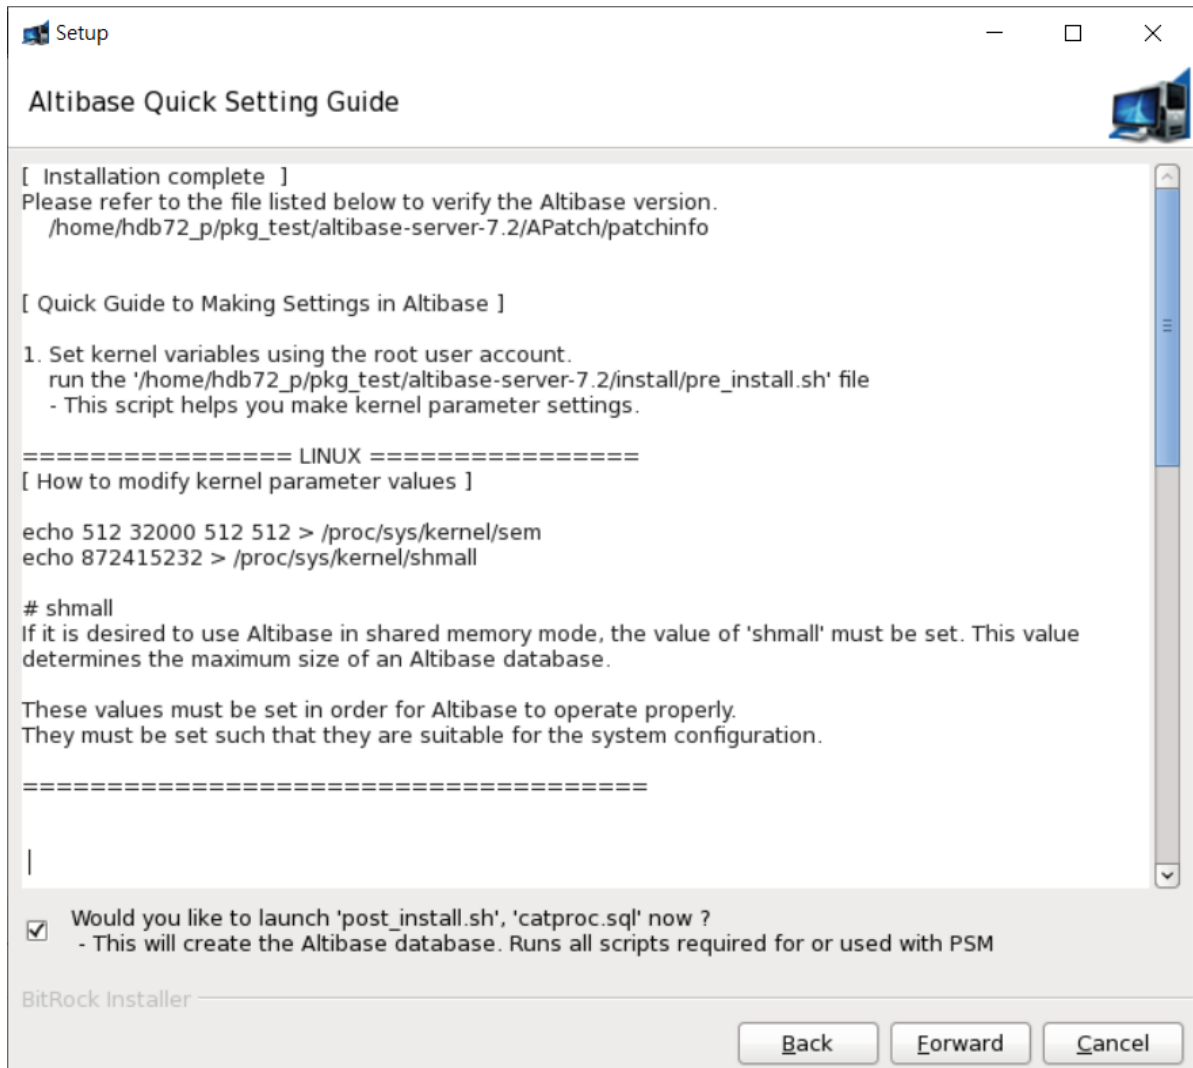 Setup
Altibase Quick Setting Guide
[  Installation complete  ]
Please refer to the file listed below to verify the Altibase version.
/home/hdb72_p/pkg_test/altibase-server-7.2/APatch/patchinfo
[ Quick Guide to Making Settings in Altibase ]
1. Set kernel variables using the root user account.
run the '/home/hdb72_p/pkg_test/altibase-server-7.2/install/pre_install.sh' file
- This script helps you make kernel parameter settings.
================ LINUX ================
[ How to modify kernel parameter values ]
echo 512 32000 512 512 > /proc/sys/kernel/sem
echo 872415232 > /proc/sys/kernel/shmall
# shmall
If it is desired to use Altibase in shared memory mode, the value of 'shmall' must be set. This value
determines the maximum size of an Altibase database.
These values must be set in order for Altibase to operate properly.
They must be set such that they are suitable for the system configuration.
=====================================
Would you like to launch 'post_install.sh', 'catproc.sql' now ?
- This will create the Altibase database. Runs all scripts required for or used with PSM
BitRock Installer
Back
Forward
Cancel